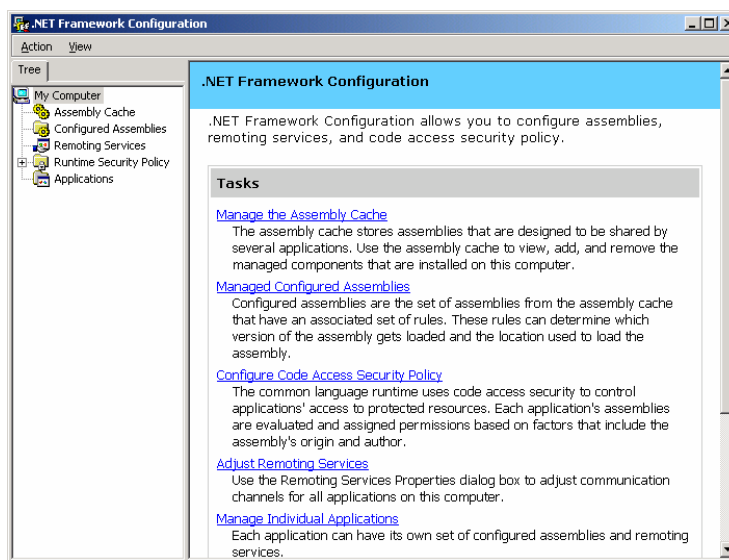 .NET Framework Configuration
Action View
Tree
My Computer
Assembly Cache
Configured Assemblies
Remoting Services
Runtime Security Policy
Applications
.NET Framework Configuration
.NET Framework Configuration allows you to configure assemblies,
remoting services, and code access security policy.
Tasks
Manage the Assembly Cache
The assembly cache stores assemblies that are designed to be shared by
several applications. Use the assembly cache to view, add, and remove the
managed components that are installed on this computer.
Managed Configured Assemblies
Configured assemblies are the set of assemblies from the assembly cache
that have an associated set of rules. These rules can determine which
version of the assembly gets loaded and the location used to load the
assembly.
Configure Code Access Security Policy
The common language runtime uses code access security to control
applications' access to protected resources. Each application's assemblies
are evaluated and assigned permissions based on factors that include the
assembly's origin and author.
Adjust Remoting Services
Use the Remoting Services Properties dialog box to adjust communication
channels for all applications on this computer.
Manage Individual Applications
Each application can have its own set of configured assemblies and remoting
services.